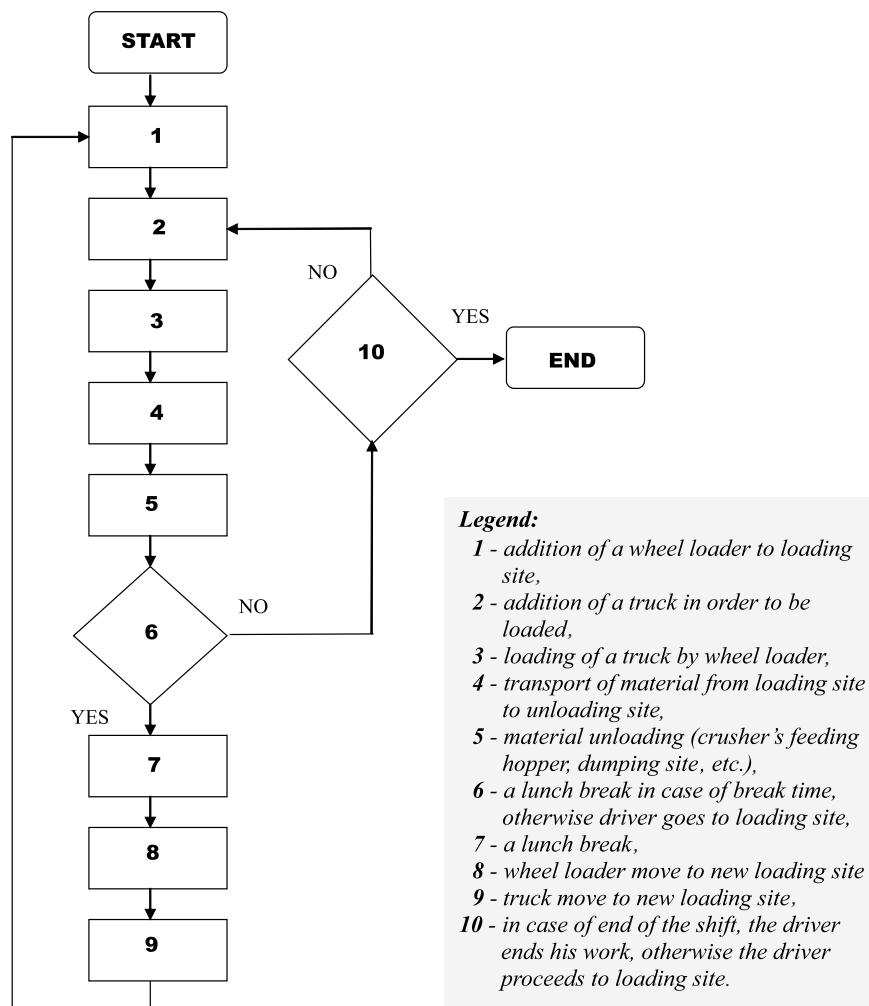 START
1
2
NO
3
YES
10
END
4
5
NO
6
YES
7
8
9
Legend:
1 - addition of a wheel loader to loading
site,
2 - addition of a truck in order to be
loaded,
3 - loading of a truck by wheel loader,
4 - transport of material from loading site
to unloading site,
5 - material unloading (crusher’s feeding
hopper, dumping site, etc.),
6 - a lunch break in case of break time,
otherwise driver goes to loading site,
7 - a lunch break,
8 - wheel loader move to new loading site
9 - truck move to new loading site,
10 - in case of end of the shift, the driver
ends his work, otherwise the driver
proceeds to loading site.